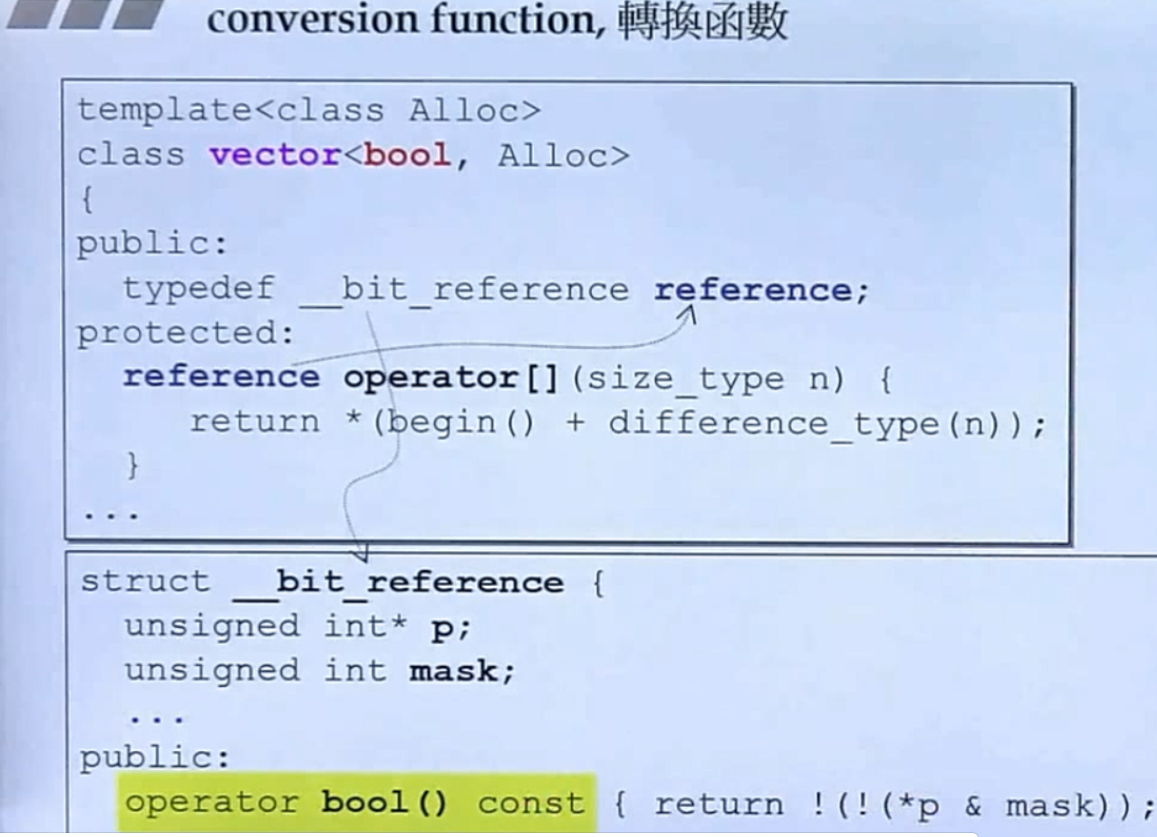 conversion function, 轉換函數
template<class Alloc>
class vector<bool, Alloc>
{
public:
  typedef __bit_reference reference;
protected:
  reference operator[](size_type n) {
     return *(begin() + difference_type(n));
  }
...
struct __bit_reference {
  unsigned int* p;
  unsigned int mask;
  ...
public:
  operator bool() const { return !(!(*p & mask));